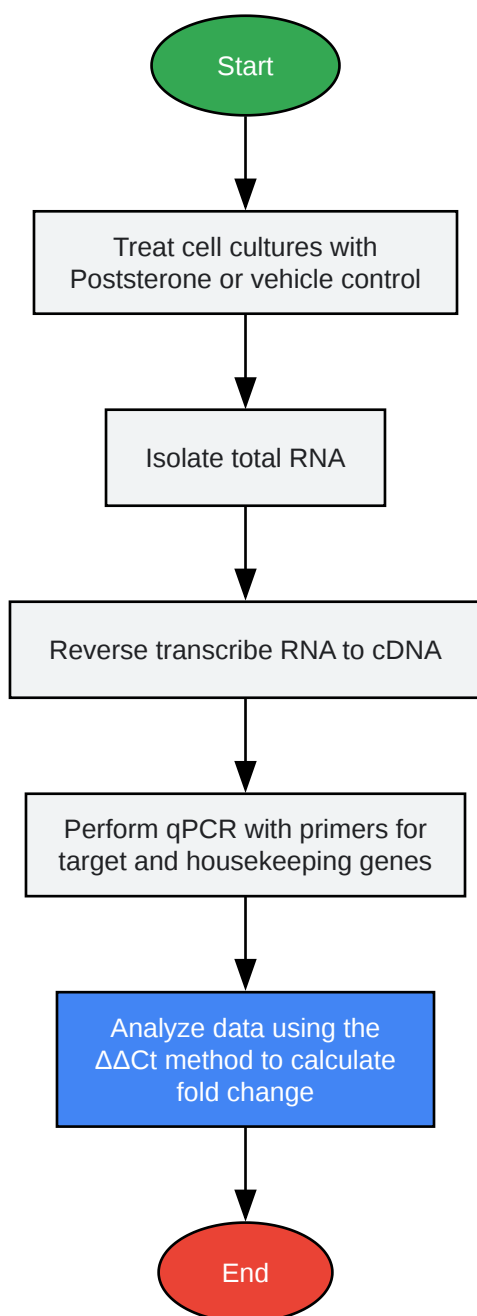 Start
Treat cell cultures with
Poststerone or vehicle control
Isolate total RNA
Reverse transcribe RNA to cDNA
Perform qPCR with primers for
target and housekeeping genes
Analyze data using the
ΔΔCt method to calculate
fold change
End